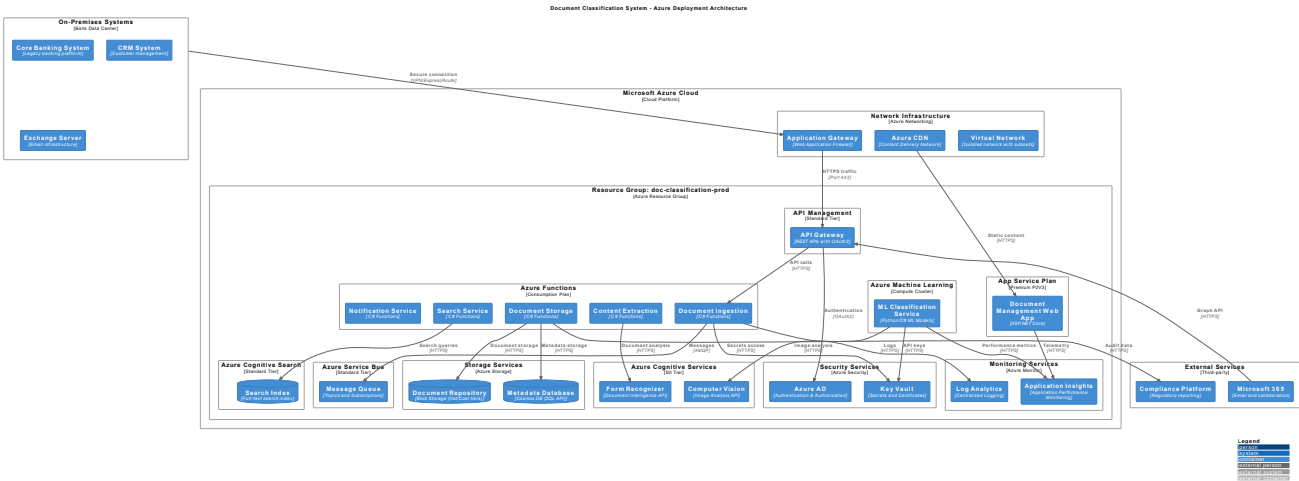 Document Classification System - Azure Deployment Architecture
On-Premises Systems
[Bank Data Center]
Core Banking System
[Legacy banking platform]
CRM System
[Customer management]
Exchange Server
[Email infrastructure]
Secure connection
[VPN/ExpressRoute]
Microsoft Azure Cloud
[Cloud Platform]
Network Infrastructure
[Azure Networking]
Application Gateway
[Web Application Firewall]
Azure CDN
[Content Delivery Network]
Virtual Network
[Isolated network with subnets]
HTTPS traffic
[Port 443]
Resource Group: doc-classification-prod
[Azure Resource Group]
API Management
[Standard Tier]
API Gateway
[REST APIs with OAuth2]
Static content
[HTTPS]
API calls
[HTTPS]
Azure Functions
[Consumption Plan]
Notification Service
[C# Functions]
Search Service
[C# Functions]
Document Storage
[C# Functions]
Content Extraction
[C# Functions]
Document Ingestion
[C# Functions]
Authentication
[OAuth2]
Azure Machine Learning
[Compute Cluster]
ML Classification
Service
[Python/C# ML Models]
App Service Plan
[Premium P2V3]
Document
Management Web
App
[ASP.NET Core]
Graph API
[HTTPS]
Search queries
[HTTPS]
Document storage
[HTTPS]
Metadata storage
[HTTPS]
Document analysis
[HTTPS]
Messages
[AMQP]
Secrets access
[HTTPS]
Image analysis
[HTTPS]
Logs
[HTTPS]
API keys
[HTTPS]
Performance metrics
[HTTPS]
Telemetry
[HTTPS]
Audit data
[HTTPS]
Azure Cognitive Search
[Standard Tier]
Search Index
[Full-text search index]
Azure Service Bus
[Standard Tier]
Message Queue
[Topics and Subscriptions]
Storage Services
[Azure Storage]
Document Repository
[Blob Storage (Hot/Cool tiers)]
Metadata Database
[Cosmos DB (SQL API)]
Azure Cognitive Services
[S0 Tier]
Form Recognizer
[Document Intelligence API]
Computer Vision
[Image Analysis API]
Security Services
[Azure Security]
Azure AD
[Authentication & Authorization]
Key Vault
[Secrets and Certificates]
Monitoring Services
[Azure Monitor]
Log Analytics
[Centralized Logging]
Application Insights
[Application Performance
Monitoring]
External Services
[Third-party]
Compliance Platform
[Regulatory reporting]
Microsoft 365
[Email and collaboration]
Legend
person
system
container
external person
external system
external container